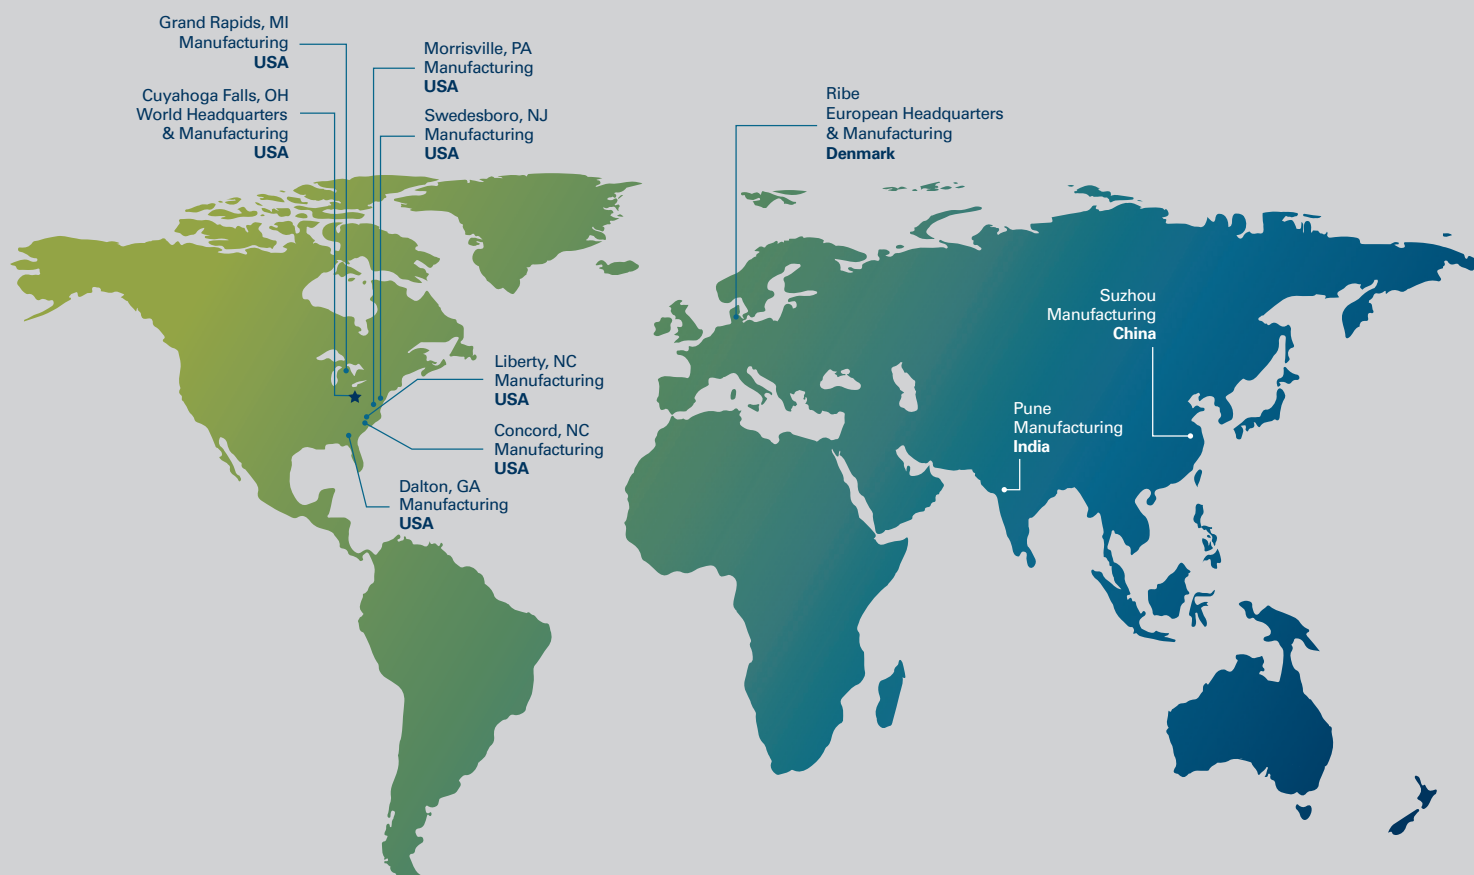 Grand Rapids, MI
Manufacturing
USA
Cuyahoga Falls, OH
World Headquarters
& Manufacturing
USA
Morrisville, PA
Manufacturing
USA
Swedesboro, NJ
Manufacturing
USA
Ribe
European Headquarters
& Manufacturing
Denmark
Suzhou
Manufacturing
China
Liberty, NC
Manufacturing
USA
Pune
Manufacturing
India
Concord, NC
Manufacturing
USA
Dalton, GA
Manufacturing
USA